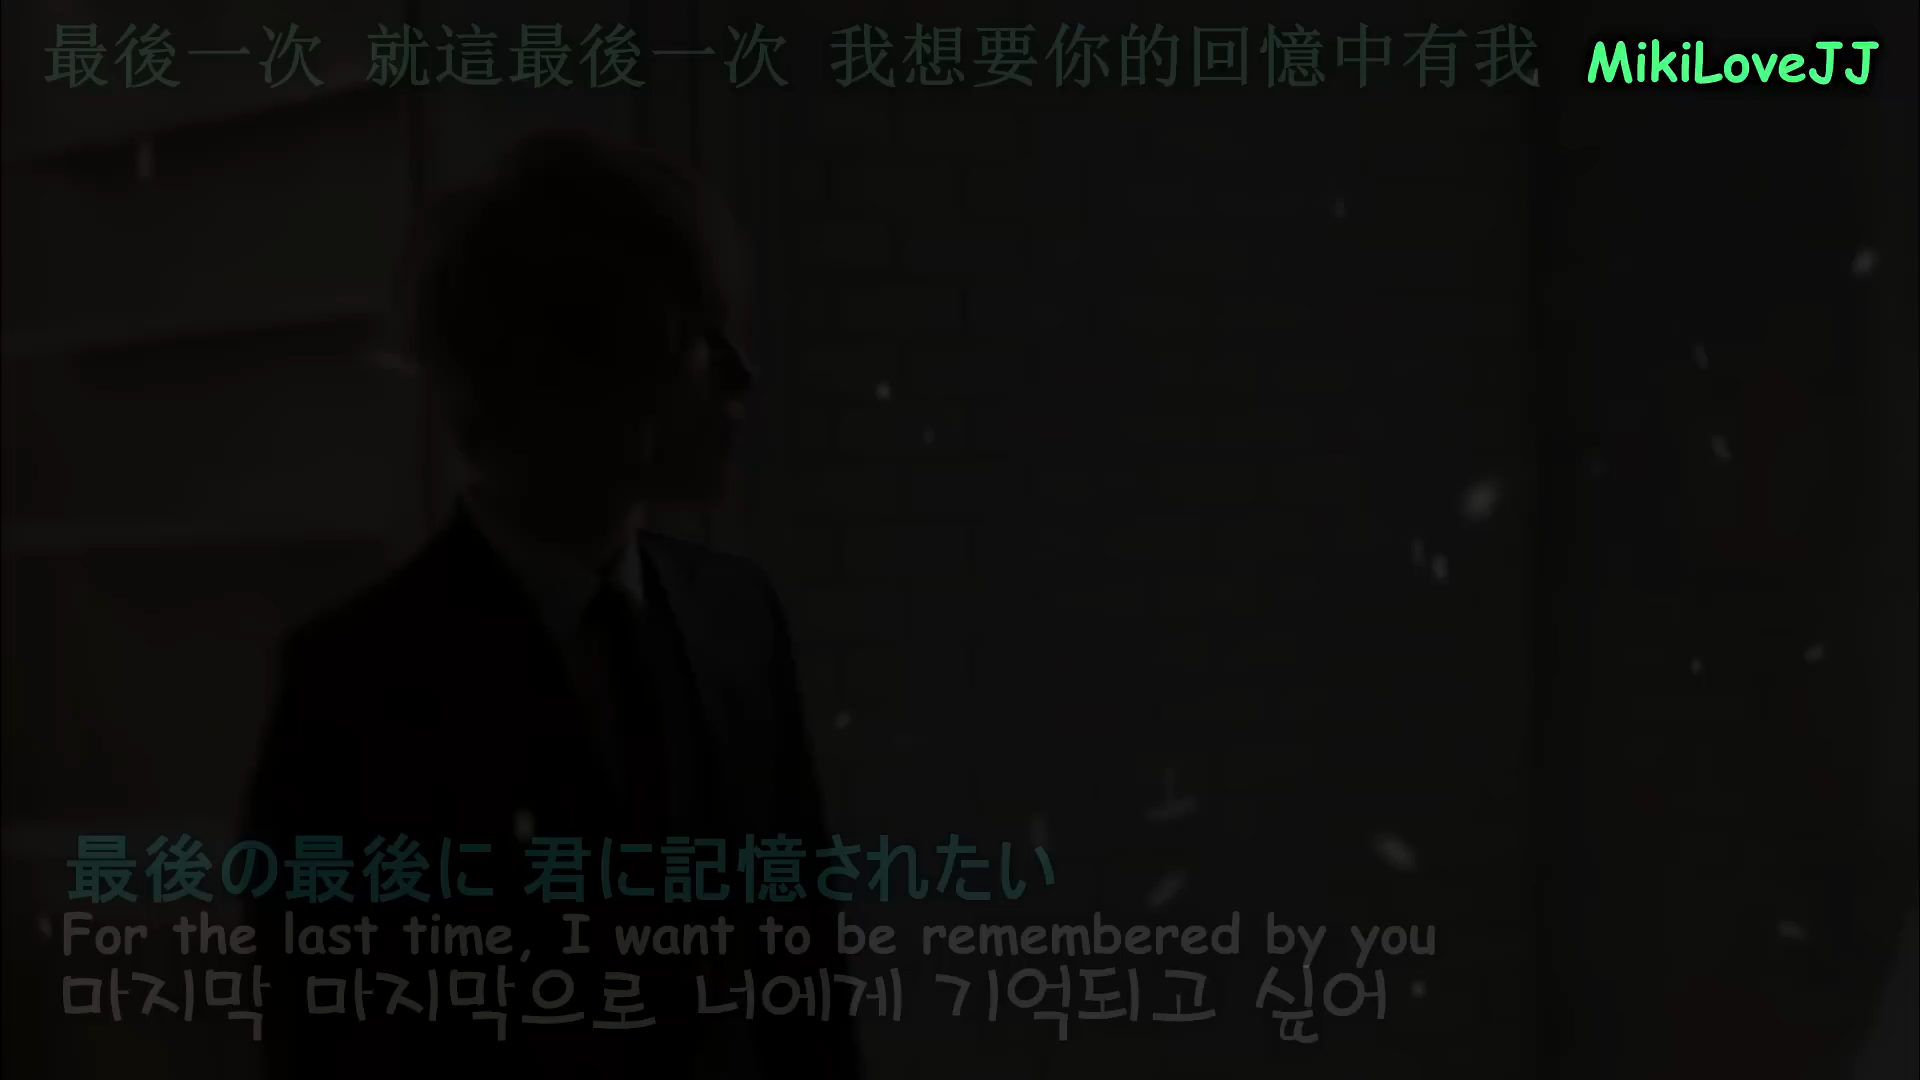 最後一次 就這最後一次 我想要你的回憶中有我
MikiLoveJJ
最後の最後に 君に記憶されたい
For the last time, I want to be remembered by you
마지막 마지막으로 너에게 기억되고 싶어